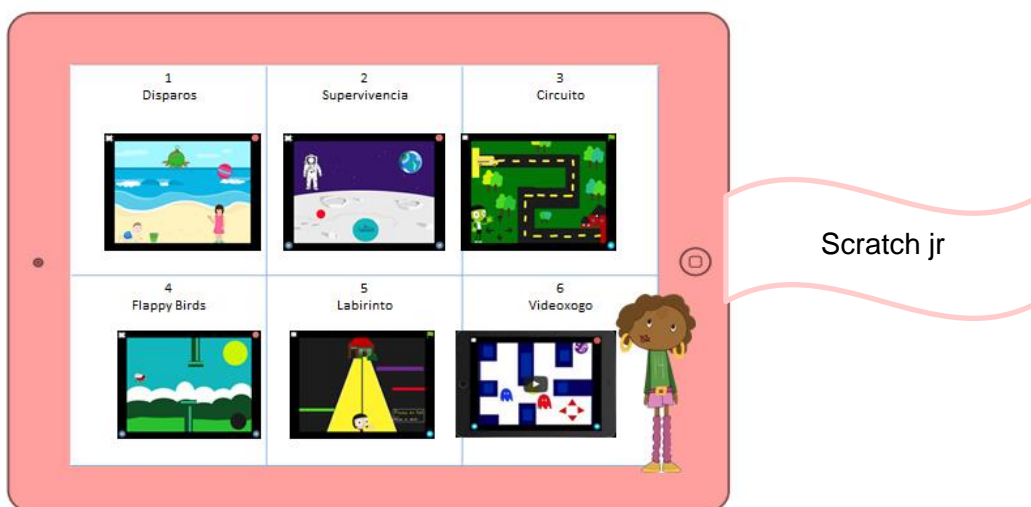 1
Disparos
2
Supervivencia
3
Circuito
4
Flappy Birds
5
Labirinto
6
Videoxogo
Scratch jr